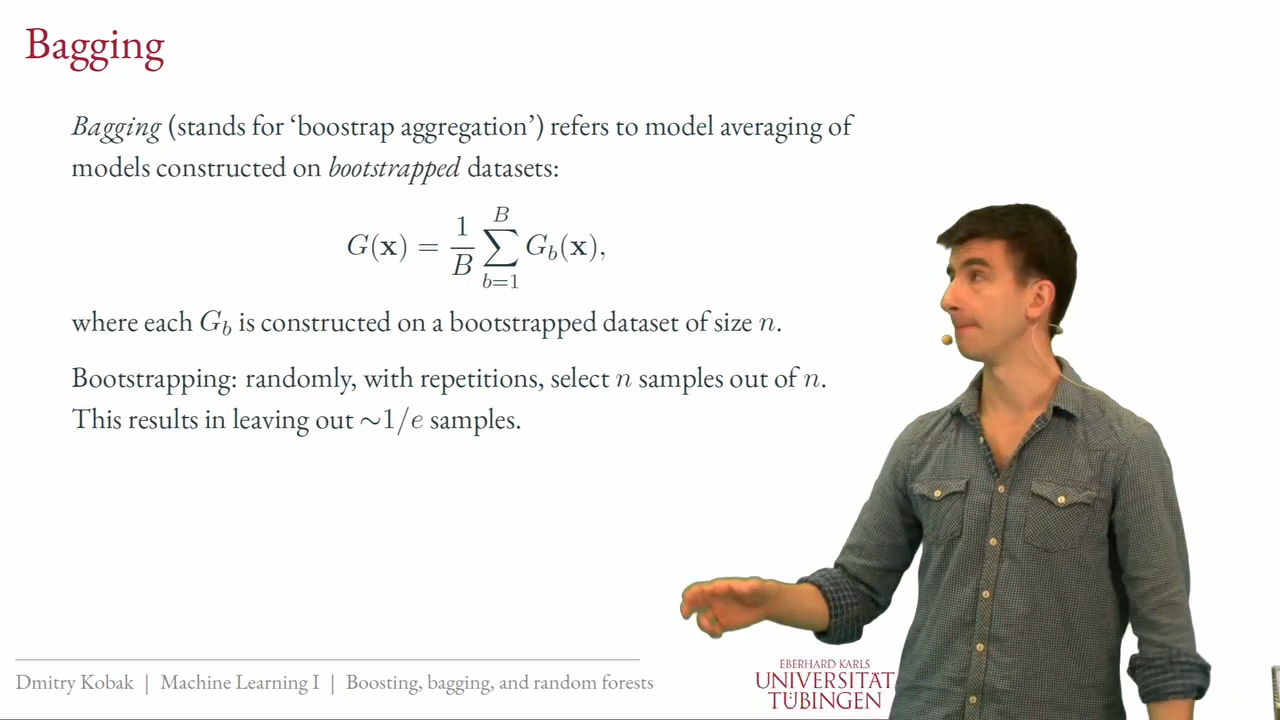 Bagging
Bagging (stands for ‘boostrap aggregation’) refers to model averaging of
models constructed on bootstrapped datasets:
G(x) = \frac{1}{B} \sum_{b=1}^{B} G_b(x),
where each G_b is constructed on a bootstrapped dataset of size n.
Bootstrapping: randomly, with repetitions, select n samples out of n.
This results in leaving out ~1/e samples.
Dmitry Kobak | Machine Learning I | Boosting, bagging, and random forests
EBERHARD KARLS
UNIVERSITÄT
TÜBINGEN